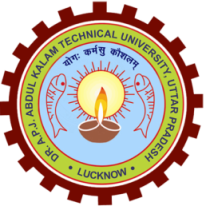 DR. A.P.J. ABDUL KALAM TECHNICAL UNIVERSITY, UTTAR PRADESH
योगः कर्मसु कौशलम्
• LUCKNOW •